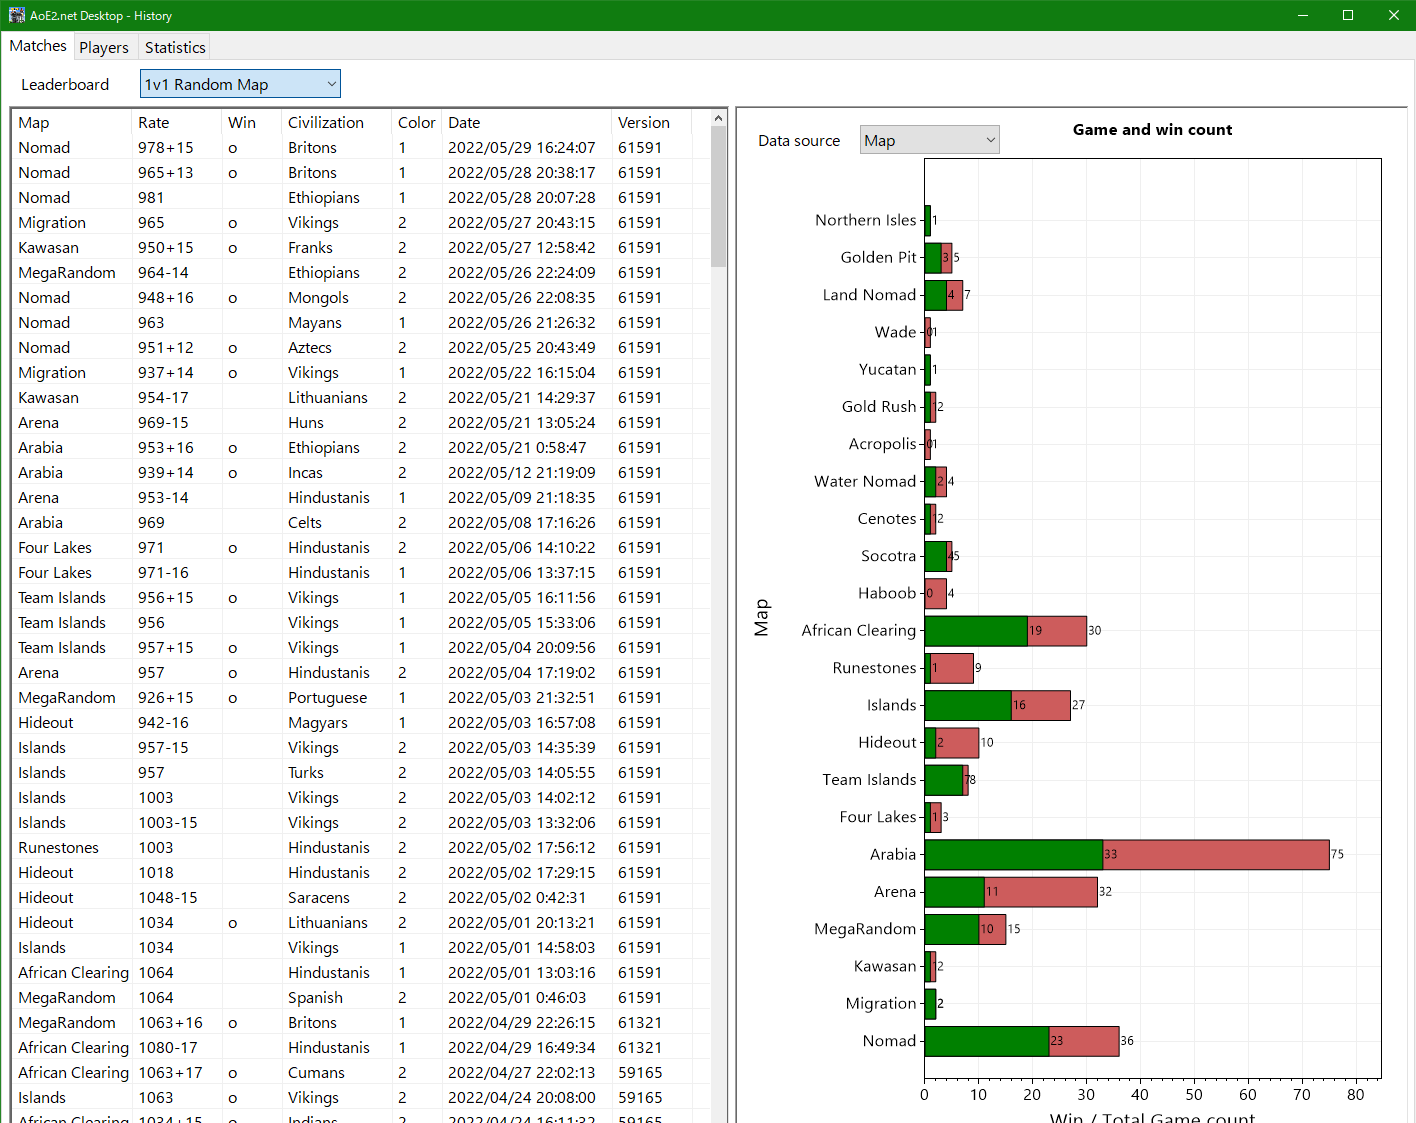 AoE2.net Desktop - History
Matches Players Statistics
Leaderboard 1v1 Random Map
Map Rate Win Civilization Color Date Version
Nomad 978+15 o Britons 1 2022/05/29 16:24:07 61591
Nomad 965+13 o Britons 1 2022/05/28 20:38:17 61591
Nomad 981 Ethiopians 1 2022/05/28 20:07:28 61591
Migration 965 o Vikings 2 2022/05/27 20:43:15 61591
Kawasan 950+15 o Franks 2 2022/05/27 12:58:42 61591
MegaRandom 964-14 Ethiopians 2 2022/05/26 22:24:09 61591
Nomad 948+16 o Mongols 2 2022/05/26 22:08:35 61591
Nomad 963 Mayans 1 2022/05/26 21:26:32 61591
Nomad 951+12 o Aztecs 2 2022/05/25 20:43:49 61591
Migration 937+14 o Vikings 1 2022/05/22 16:15:04 61591
Kawasan 954-17 Lithuanians 2 2022/05/21 14:29:37 61591
Arena 969-15 Huns 2 2022/05/21 13:05:24 61591
Arabia 953+16 o Ethiopians 2 2022/05/21 0:58:47 61591
Arabia 939+14 o Incas 2 2022/05/12 21:19:09 61591
Arena 953-14 Hindustanis 1 2022/05/09 21:18:35 61591
Arabia 969 Celts 2 2022/05/08 17:16:26 61591
Four Lakes 971 o Hindustanis 2 2022/05/06 14:10:22 61591
Four Lakes 971-16 Hindustanis 1 2022/05/06 13:37:15 61591
Team Islands 956+15 o Vikings 1 2022/05/05 16:11:56 61591
Team Islands 956 Vikings 1 2022/05/05 15:33:06 61591
Team Islands 957+15 o Vikings 1 2022/05/04 20:09:56 61591
Arena 957 o Hindustanis 2 2022/05/04 17:19:02 61591
MegaRandom 926+15 o Portuguese 1 2022/05/03 21:32:51 61591
Hideout 942-16 Magyars 1 2022/05/03 16:57:08 61591
Islands 957-15 Vikings 2 2022/05/03 14:35:39 61591
Islands 957 Turks 2 2022/05/03 14:05:55 61591
Islands 1003 Vikings 2 2022/05/03 14:02:12 61591
Islands 1003-15 Vikings 2 2022/05/03 13:32:06 61591
Runestones 1003 Hindustanis 2 2022/05/02 17:56:12 61591
Hideout 1018 Hindustanis 2 2022/05/02 17:29:15 61591
Hideout 1048-15 Saracens 2 2022/05/02 0:42:31 61591
Hideout 1034 o Lithuanians 2 2022/05/01 20:13:21 61591
Islands 1034 Vikings 1 2022/05/01 14:58:03 61591
African Clearing 1064 Hindustanis 1 2022/05/01 13:03:16 61591
MegaRandom 1064 Spanish 2 2022/05/01 0:46:03 61591
MegaRandom 1063+16 o Britons 1 2022/04/29 22:26:15 61321
African Clearing 1080-17 Hindustanis 1 2022/04/29 16:49:34 61321
African Clearing 1063+17 o Cumans 2 2022/04/27 22:02:13 59165
Islands 1063 o Vikings 2 2022/04/24 20:08:00 59165
African Clearing 1034+15 o Indians 2 2022/04/24 16:11:32 59165
Data source Map
Game and win count
Northern Isles 1
Golden Pit 3 5
Land Nomad 4 7
Wade 0 1
Yucatan 1
Gold Rush 1 2
Acropolis 0 1
Water Nomad 2 4
Cenotes 1 2
Socotra 4 5
Haboob 0 4
African Clearing 19 30
Runestones 1 9
Islands 16 27
Hideout 2 10
Team Islands 7 8
Four Lakes 1 3
Arabia 33 75
Arena 11 32
MegaRandom 10 15
Kawasan 1 2
Migration 2
Nomad 23 36
Map
0 10 20 30 40 50 60 70 80
Win / Total Game count